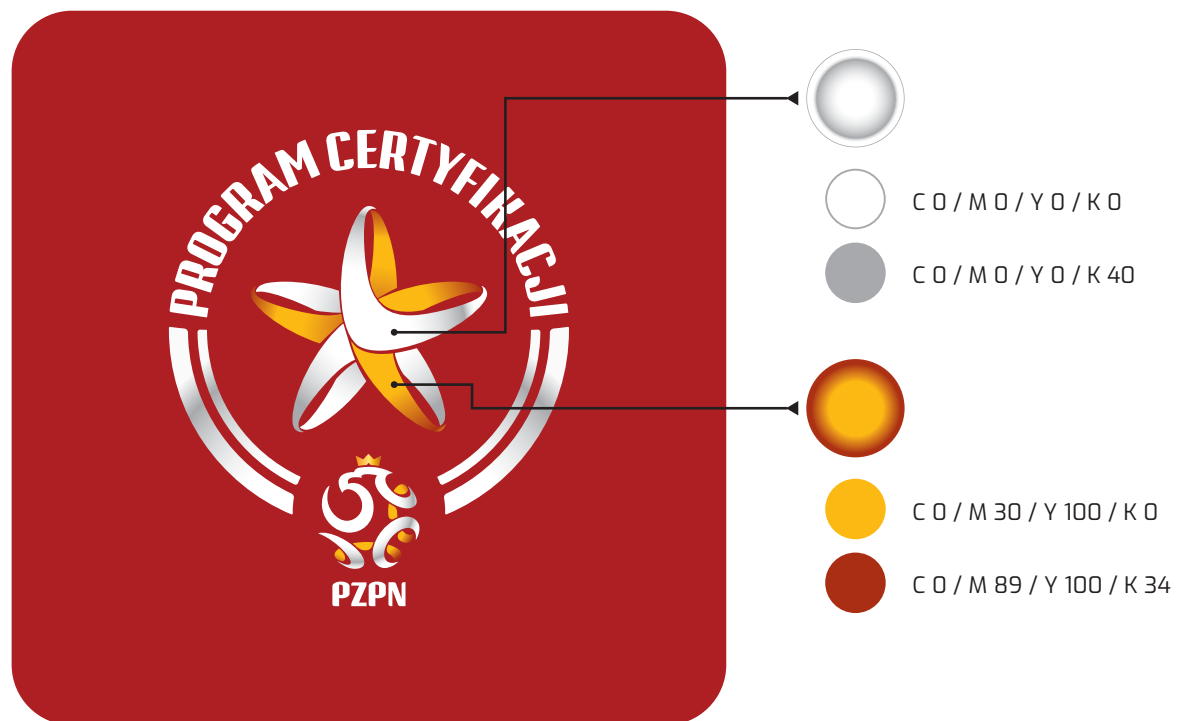 PROGRAM CERTYFIKACJI
PZPN
C 0 / M 0 / Y 0 / K 0
C 0 / M 0 / Y 0 / K 40
C 0 / M 30 / Y 100 / K 0
C 0 / M 89 / Y 100 / K 34